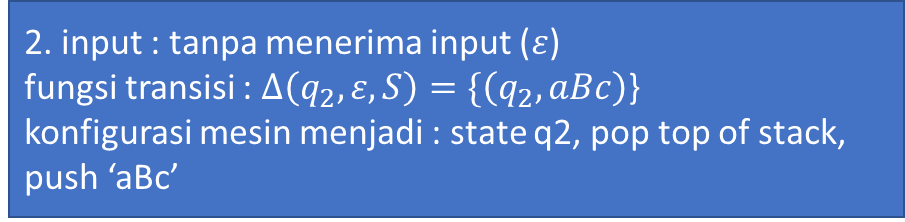 2. input : tanpa menerima input (𝜀)
fungsi transisi : Δ(𝑞₂, 𝜀, 𝑆) = {(𝑞₂, 𝑎𝐵𝑐)}
konfigurasi mesin menjadi : state q2, pop top of stack,
push ‘aBc’